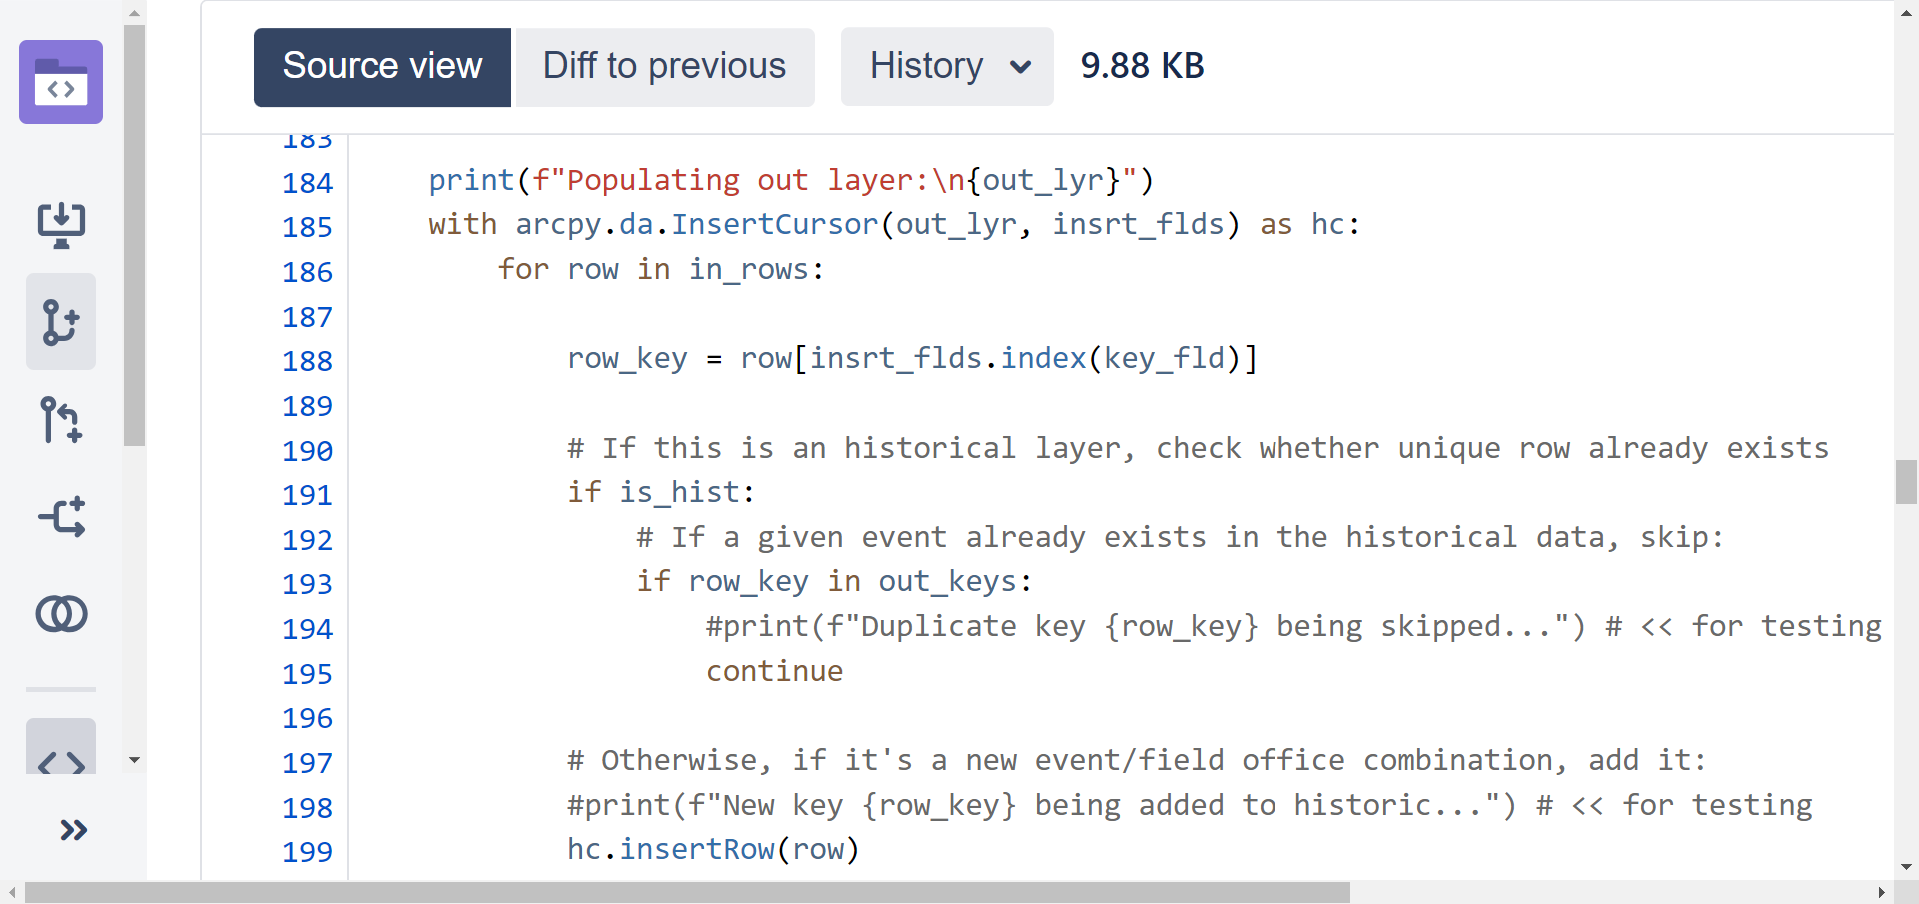 Source view Diff to previous History 9.88 KB
183
184 print(f"Populating out layer:\n{out_lyr}")
185 with arcpy.da.InsertCursor(out_lyr, insrt_flds) as hc:
186 for row in in_rows:
187
188 row_key = row[insrt_flds.index(key_fld)]
189
190 # If this is an historical layer, check whether unique row already exists
191 if is_hist:
192 # If a given event already exists in the historical data, skip:
193 if row_key in out_keys:
194 #print(f"Duplicate key {row_key} being skipped...") # << for testing
195 continue
196
197 # Otherwise, if it's a new event/field office combination, add it:
198 #print(f"New key {row_key} being added to historic...") # << for testing
199 hc.insertRow(row)